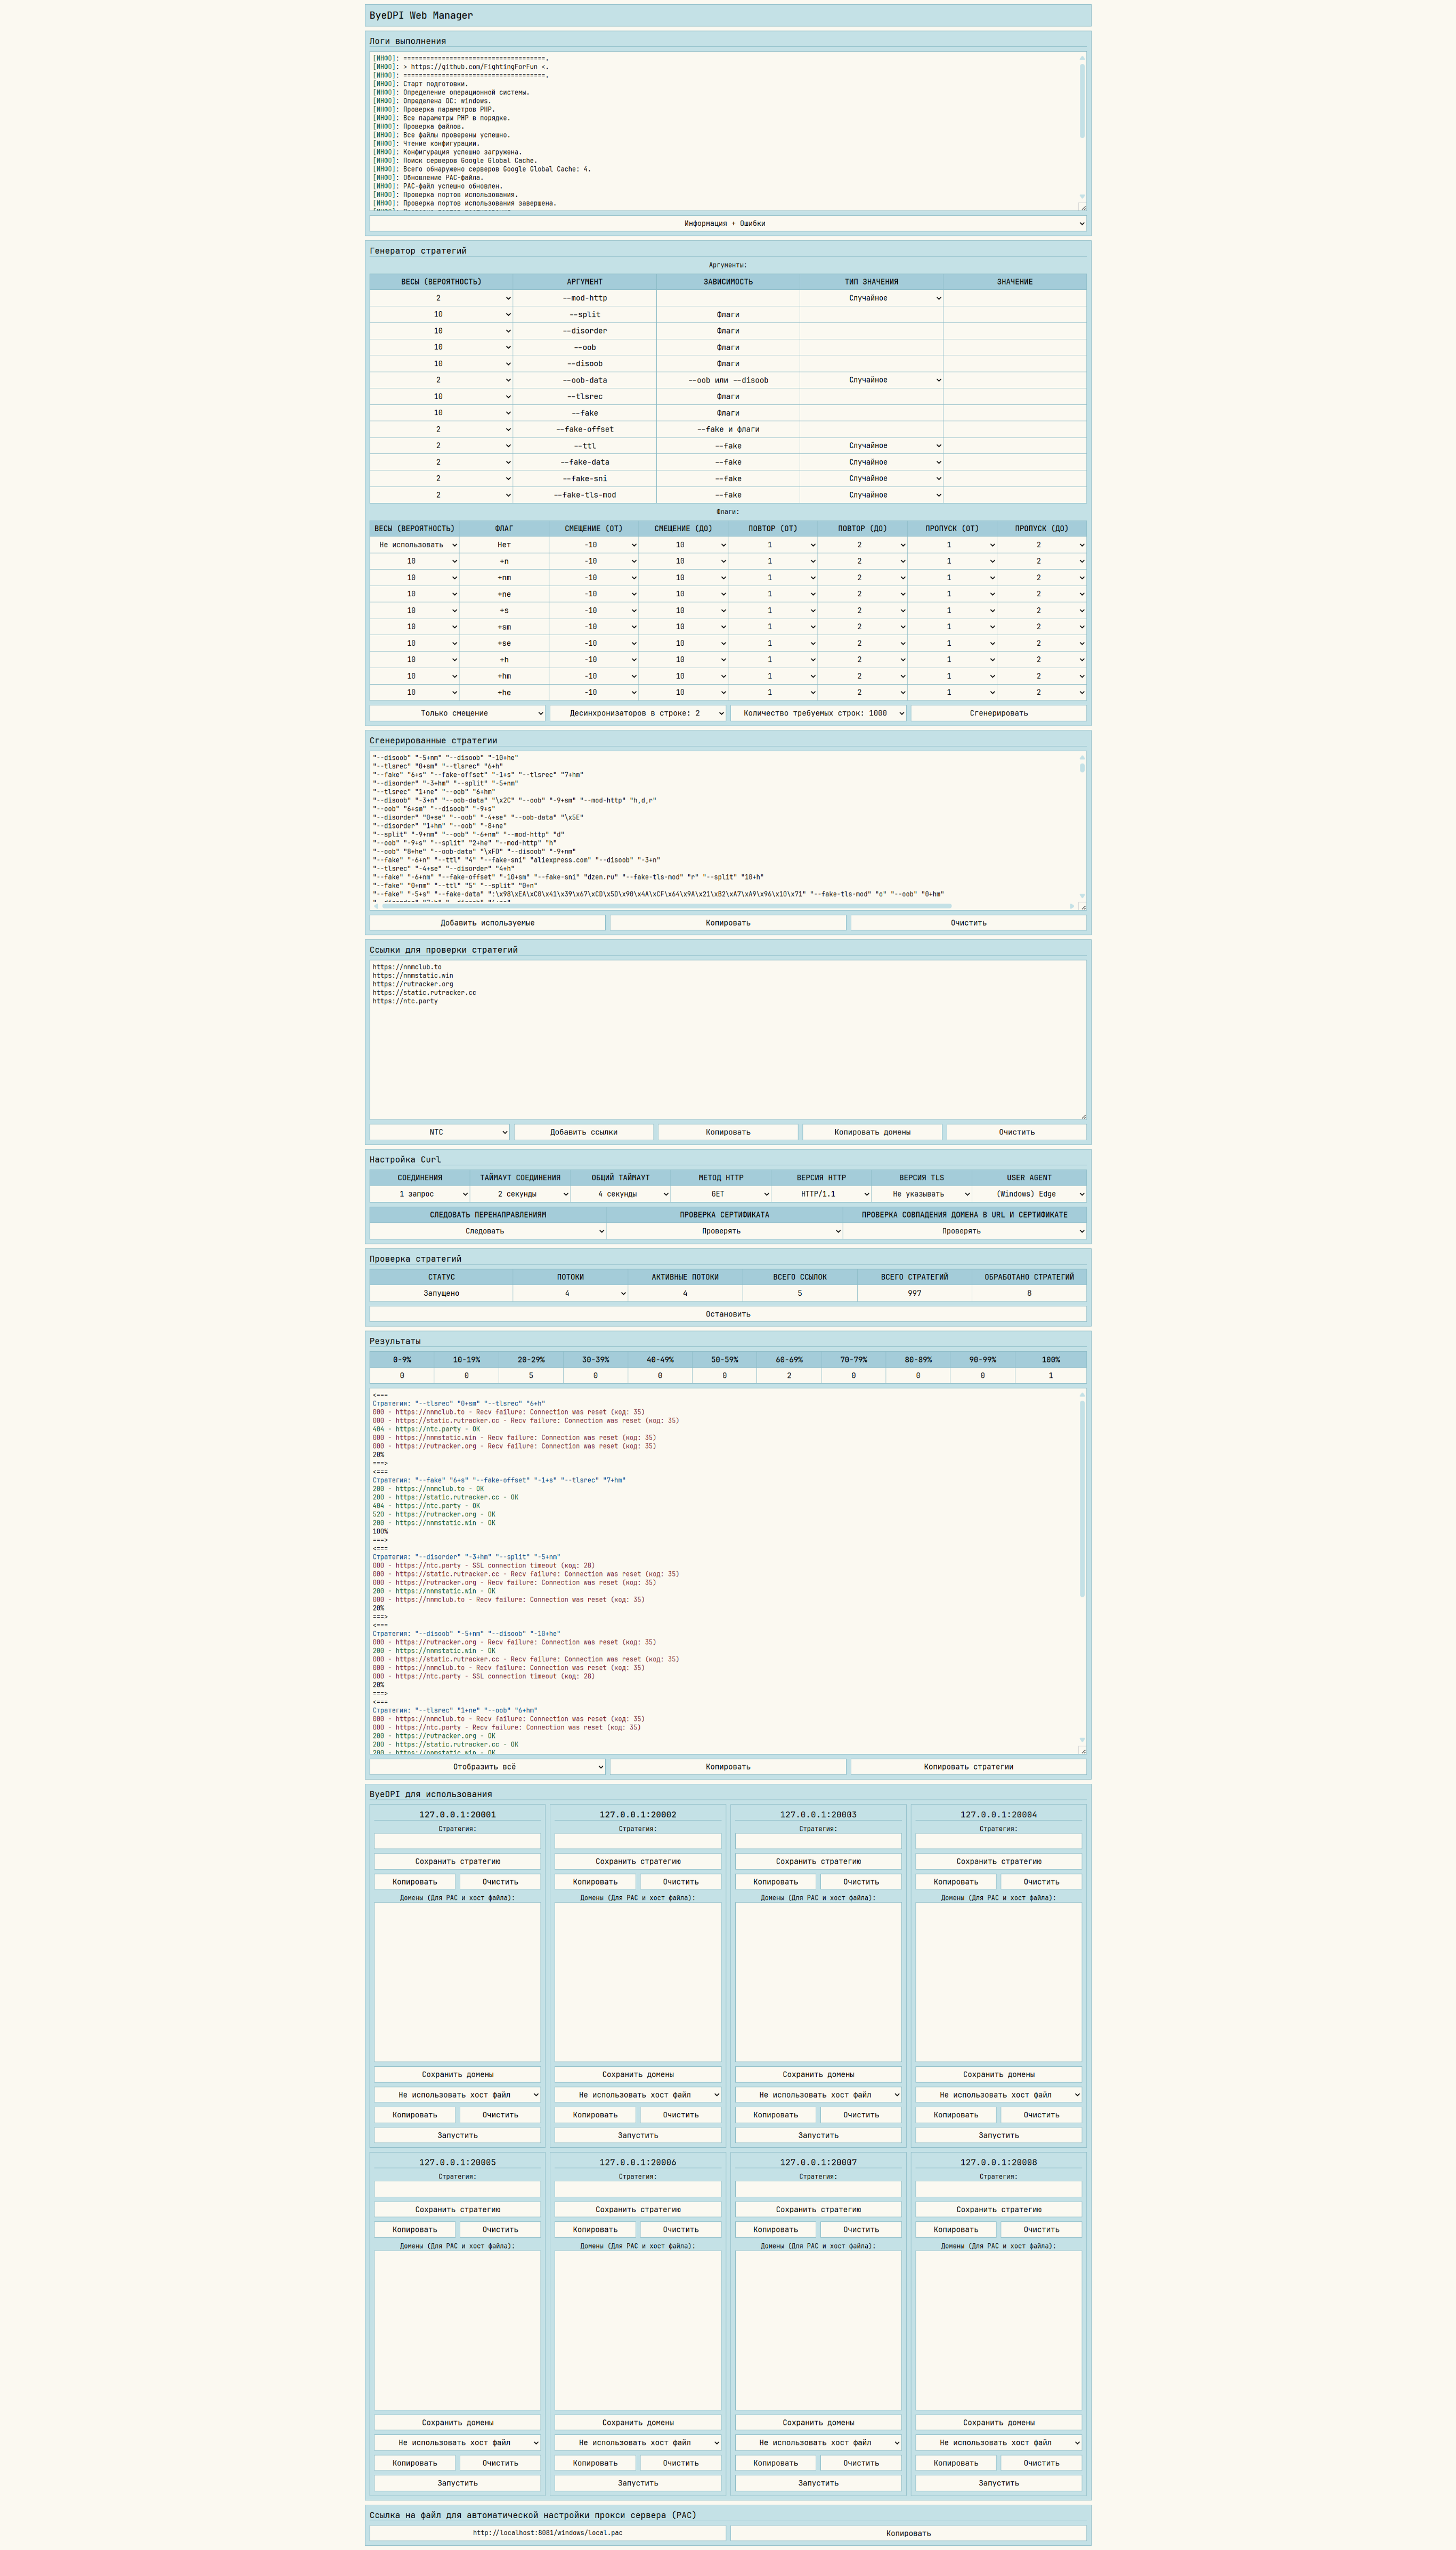 ByeDPI Web Manager
Логи выполнения
[ИНФО]: =====================================.
[ИНФО]: > https://github.com/FightingForFun <.
[ИНФО]: =====================================.
[ИНФО]: Старт подготовки.
[ИНФО]: Определение операционной системы.
[ИНФО]: Определена ОС: windows.
[ИНФО]: Проверка параметров PHP.
[ИНФО]: Все параметры PHP в порядке.
[ИНФО]: Проверка файлов.
[ИНФО]: Все файлы проверены успешно.
[ИНФО]: Чтение конфигурации.
[ИНФО]: Конфигурация успешно загружена.
[ИНФО]: Поиск серверов Google Global Cache.
[ИНФО]: Всего обнаружено серверов Google Global Cache: 4.
[ИНФО]: Обновление PAC-файла.
[ИНФО]: PAC-файл успешно обновлен.
[ИНФО]: Проверка портов использования.
[ИНФО]: Проверка портов использования завершена.
Информация + Ошибки
Генератор стратегий
Аргументы:
ВЕСЫ (ВЕРОЯТНОСТЬ) АРГУМЕНТ ЗАВИСИМОСТЬ ТИП ЗНАЧЕНИЯ ЗНАЧЕНИЕ
2 --mod-http Случайное
10 --split Флаги
10 --disorder Флаги
10 --oob Флаги
10 --disoob Флаги
2 --oob-data --oob или --disoob Случайное
10 --tlsrec Флаги
10 --fake Флаги
2 --fake-offset --fake и флаги
2 --ttl --fake Случайное
2 --fake-data --fake Случайное
2 --fake-sni --fake Случайное
2 --fake-tls-mod --fake Случайное
Флаги:
ВЕСЫ (ВЕРОЯТНОСТЬ) ФЛАГ СМЕЩЕНИЕ (ОТ) СМЕЩЕНИЕ (ДО) ПОВТОР (ОТ) ПОВТОР (ДО) ПРОПУСК (ОТ) ПРОПУСК (ДО)
Не использовать Нет -10 10 1 2 1 2
10 +n -10 10 1 2 1 2
10 +nm -10 10 1 2 1 2
10 +ne -10 10 1 2 1 2
10 +s -10 10 1 2 1 2
10 +sm -10 10 1 2 1 2
10 +se -10 10 1 2 1 2
10 +h -10 10 1 2 1 2
10 +hm -10 10 1 2 1 2
10 +he -10 10 1 2 1 2
Только смещение Десинхронизаторов в строке: 2 Количество требуемых строк: 1000 Сгенерировать
Сгенерированные стратегии
"--disoob" "-5+nm" "--disoob" "-10+he"
"--tlsrec" "0+sm" "--tlsrec" "6+h"
"--fake" "6+s" "--fake-offset" "-1+s" "--tlsrec" "7+hm"
"--disorder" "-3+hm" "--split" "-5+nm"
"--tlsrec" "1+ne" "--oob" "6+hm"
"--disoob" "-3+n" "--oob-data" "\x2C" "--oob" "-9+sm" "--mod-http" "h,d,r"
"--oob" "6+sm" "--disoob" "-9+s"
"--disorder" "0+se" "--oob" "-4+se" "--oob-data" "\x5E"
"--disorder" "1+hm" "--oob" "-8+ne"
"--split" "-9+nm" "--oob" "-6+nm" "--mod-http" "d"
"--oob" "-9+s" "--split" "2+he" "--mod-http" "h"
"--oob" "8+he" "--oob-data" "\xFD" "--disoob" "-9+nm"
"--fake" "-6+n" "--ttl" "4" "--fake-sni" "aliexpress.com" "--disoob" "-3+n"
"--tlsrec" "-4+se" "--disorder" "4+h"
"--fake" "-6+nm" "--fake-offset" "-10+sm" "--fake-sni" "dzen.ru" "--fake-tls-mod" "r" "--split" "10+h"
"--fake" "0+nm" "--ttl" "5" "--split" "0+n"
"--fake" "-5+s" "--fake-data" ":\x98\xEA\xC0\x41\x39\x67\xCD\x5D\x90\x4A\xCF\x64\x9A\x21\xB2\xA7\xA9\x96\x10\x71" "--fake-tls-mod" "o" "--oob" "0+hm"
Добавить используемые Копировать Очистить
Ссылки для проверки стратегий
https://nnmclub.to
https://nnmstatic.win
https://rutracker.org
https://static.rutracker.cc
https://ntc.party
NTC Добавить ссылки Копировать Копировать домены Очистить
Настройка Curl
СОЕДИНЕНИЯ ТАЙМАУТ СОЕДИНЕНИЯ ОБЩИЙ ТАЙМАУТ МЕТОД HTTP ВЕРСИЯ HTTP ВЕРСИЯ TLS USER AGENT
1 запрос 2 секунды 4 секунды GET HTTP/1.1 Не указывать (Windows) Edge
СЛЕДОВАТЬ ПЕРЕНАПРАВЛЕНИЯМ ПРОВЕРКА СЕРТИФИКАТА ПРОВЕРКА СОВПАДЕНИЯ ДОМЕНА В URL И СЕРТИФИКАТЕ
Следовать Проверять Проверять
Проверка стратегий
СТАТУС ПОТОКИ АКТИВНЫЕ ПОТОКИ ВСЕГО ССЫЛОК ВСЕГО СТРАТЕГИЙ ОБРАБОТАНО СТРАТЕГИЙ
Запущено 4 4 5 997 8
Остановить
Результаты
0-9% 10-19% 20-29% 30-39% 40-49% 50-59% 60-69% 70-79% 80-89% 90-99% 100%
0 0 5 0 0 0 2 0 0 0 1
<===
Стратегия: "--tlsrec" "0+sm" "--tlsrec" "6+h"
000 - https://nnmclub.to - Recv failure: Connection was reset (код: 35)
000 - https://static.rutracker.cc - Recv failure: Connection was reset (код: 35)
404 - https://ntc.party - OK
000 - https://nnmstatic.win - Recv failure: Connection was reset (код: 35)
000 - https://rutracker.org - Recv failure: Connection was reset (код: 35)
20%
===>
<===
Стратегия: "--fake" "6+s" "--fake-offset" "-1+s" "--tlsrec" "7+hm"
200 - https://nnmclub.to - OK
200 - https://static.rutracker.cc - OK
404 - https://ntc.party - OK
520 - https://rutracker.org - OK
200 - https://nnmstatic.win - OK
100%
===>
<===
Стратегия: "--disorder" "-3+hm" "--split" "-5+nm"
000 - https://ntc.party - SSL connection timeout (код: 28)
000 - https://static.rutracker.cc - Recv failure: Connection was reset (код: 35)
000 - https://rutracker.org - Recv failure: Connection was reset (код: 35)
200 - https://nnmstatic.win - OK
000 - https://nnmclub.to - Recv failure: Connection was reset (код: 35)
20%
===>
<===
Стратегия: "--disoob" "-5+nm" "--disoob" "-10+he"
000 - https://rutracker.org - Recv failure: Connection was reset (код: 35)
200 - https://nnmstatic.win - OK
000 - https://static.rutracker.cc - Recv failure: Connection was reset (код: 35)
000 - https://nnmclub.to - Recv failure: Connection was reset (код: 35)
000 - https://ntc.party - SSL connection timeout (код: 28)
20%
===>
<===
Стратегия: "--tlsrec" "1+ne" "--oob" "6+hm"
000 - https://nnmclub.to - Recv failure: Connection was reset (код: 35)
000 - https://ntc.party - Recv failure: Connection was reset (код: 35)
200 - https://rutracker.org - OK
200 - https://static.rutracker.cc - OK
200 - https://nnmstatic.win - OK
Отобразить всё Копировать Копировать стратегии
ByeDPI для использования
127.0.0.1:20001 127.0.0.1:20002 127.0.0.1:20003 127.0.0.1:20004
Стратегия: Стратегия: Стратегия: Стратегия:
Сохранить стратегию Сохранить стратегию Сохранить стратегию Сохранить стратегию
Копировать Очистить Копировать Очистить Копировать Очистить Копировать Очистить
Домены (Для PAC и хост файла): Домены (Для PAC и хост файла): Домены (Для PAC и хост файла): Домены (Для PAC и хост файла):
Сохранить домены Сохранить домены Сохранить домены Сохранить домены
Не использовать хост файл Не использовать хост файл Не использовать хост файл Не использовать хост файл
Копировать Очистить Копировать Очистить Копировать Очистить Копировать Очистить
Запустить Запустить Запустить Запустить
127.0.0.1:20005 127.0.0.1:20006 127.0.0.1:20007 127.0.0.1:20008
Стратегия: Стратегия: Стратегия: Стратегия:
Сохранить стратегию Сохранить стратегию Сохранить стратегию Сохранить стратегию
Копировать Очистить Копировать Очистить Копировать Очистить Копировать Очистить
Домены (Для PAC и хост файла): Домены (Для PAC и хост файла): Домены (Для PAC и хост файла): Домены (Для PAC и хост файла):
Сохранить домены Сохранить домены Сохранить домены Сохранить домены
Не использовать хост файл Не использовать хост файл Не использовать хост файл Не использовать хост файл
Копировать Очистить Копировать Очистить Копировать Очистить Копировать Очистить
Запустить Запустить Запустить Запустить
Ссылка на файл для автоматической настройки прокси сервера (PAC)
http://localhost:8081/windows/local.pac Копировать